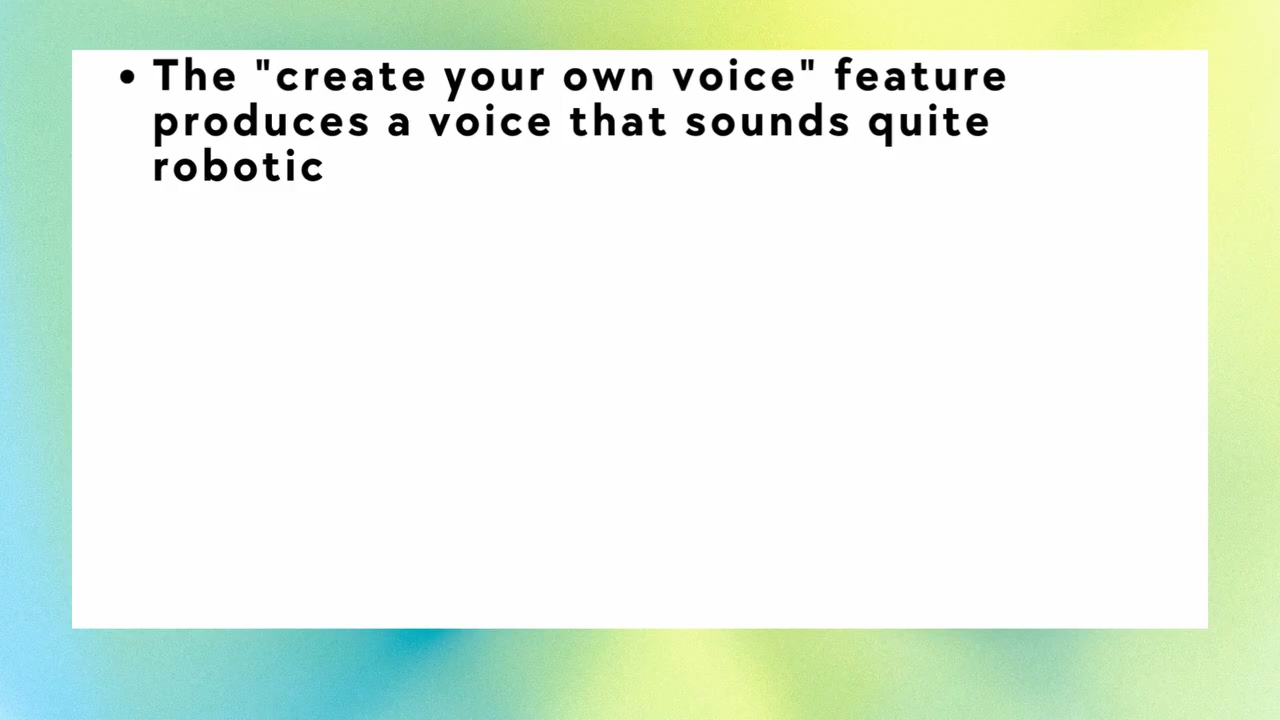 • The "create your own voice" feature
produces a voice that sounds quite
robotic